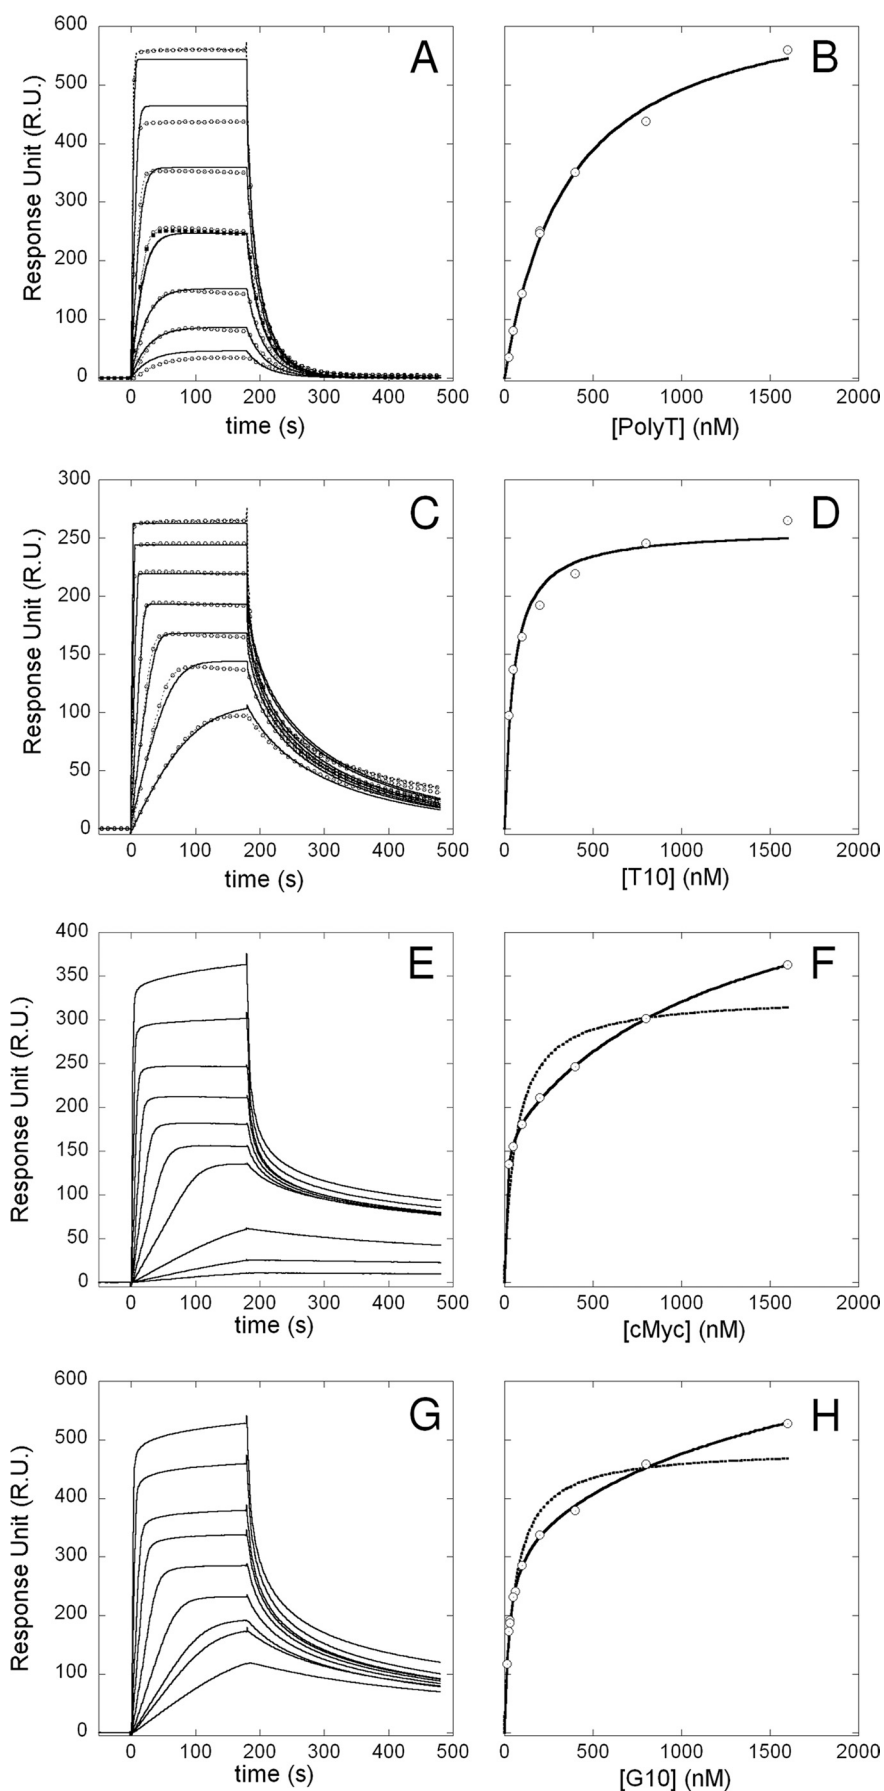 A
B
Response Unit (R.U.)
600
500
400
300
200
100
0
0 100 200 300 400 500
time (s)
0 500 1000 1500 2000
[PolyT] (nM)
C
D
Response Unit (R.U.)
300
250
200
150
100
50
0
0 100 200 300 400 500
time (s)
0 500 1000 1500 2000
[T10] (nM)
E
F
Response Unit (R.U.)
400
350
300
250
200
150
100
50
0
0 100 200 300 400 500
time (s)
0 500 1000 1500 2000
[cMyc] (nM)
G
H
Response Unit (R.U.)
600
500
400
300
200
100
0
0 100 200 300 400 500
time (s)
0 500 1000 1500 2000
[G10] (nM)